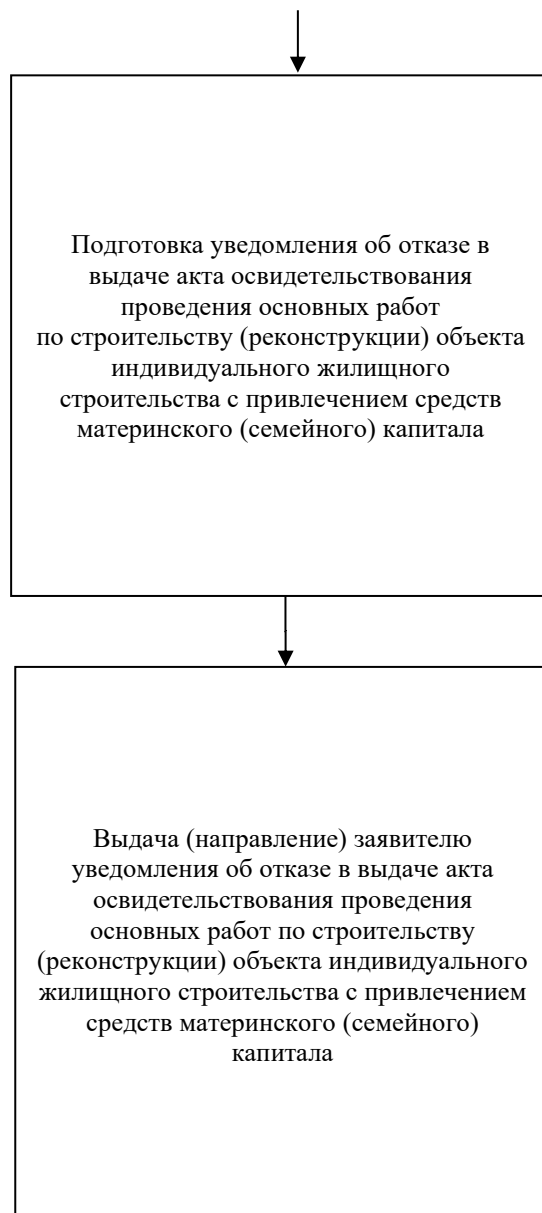 Подготовка уведомления об отказе в
выдаче акта освидетельствования
проведения основных работ
по строительству (реконструкции) объекта
индивидуального жилищного
строительства с привлечением средств
материнского (семейного) капитала
Выдача (направление) заявителю
уведомления об отказе в выдаче акта
освидетельствования проведения
основных работ по строительству
(реконструкции) объекта индивидуального
жилищного строительства с привлечением
средств материнского (семейного)
капитала